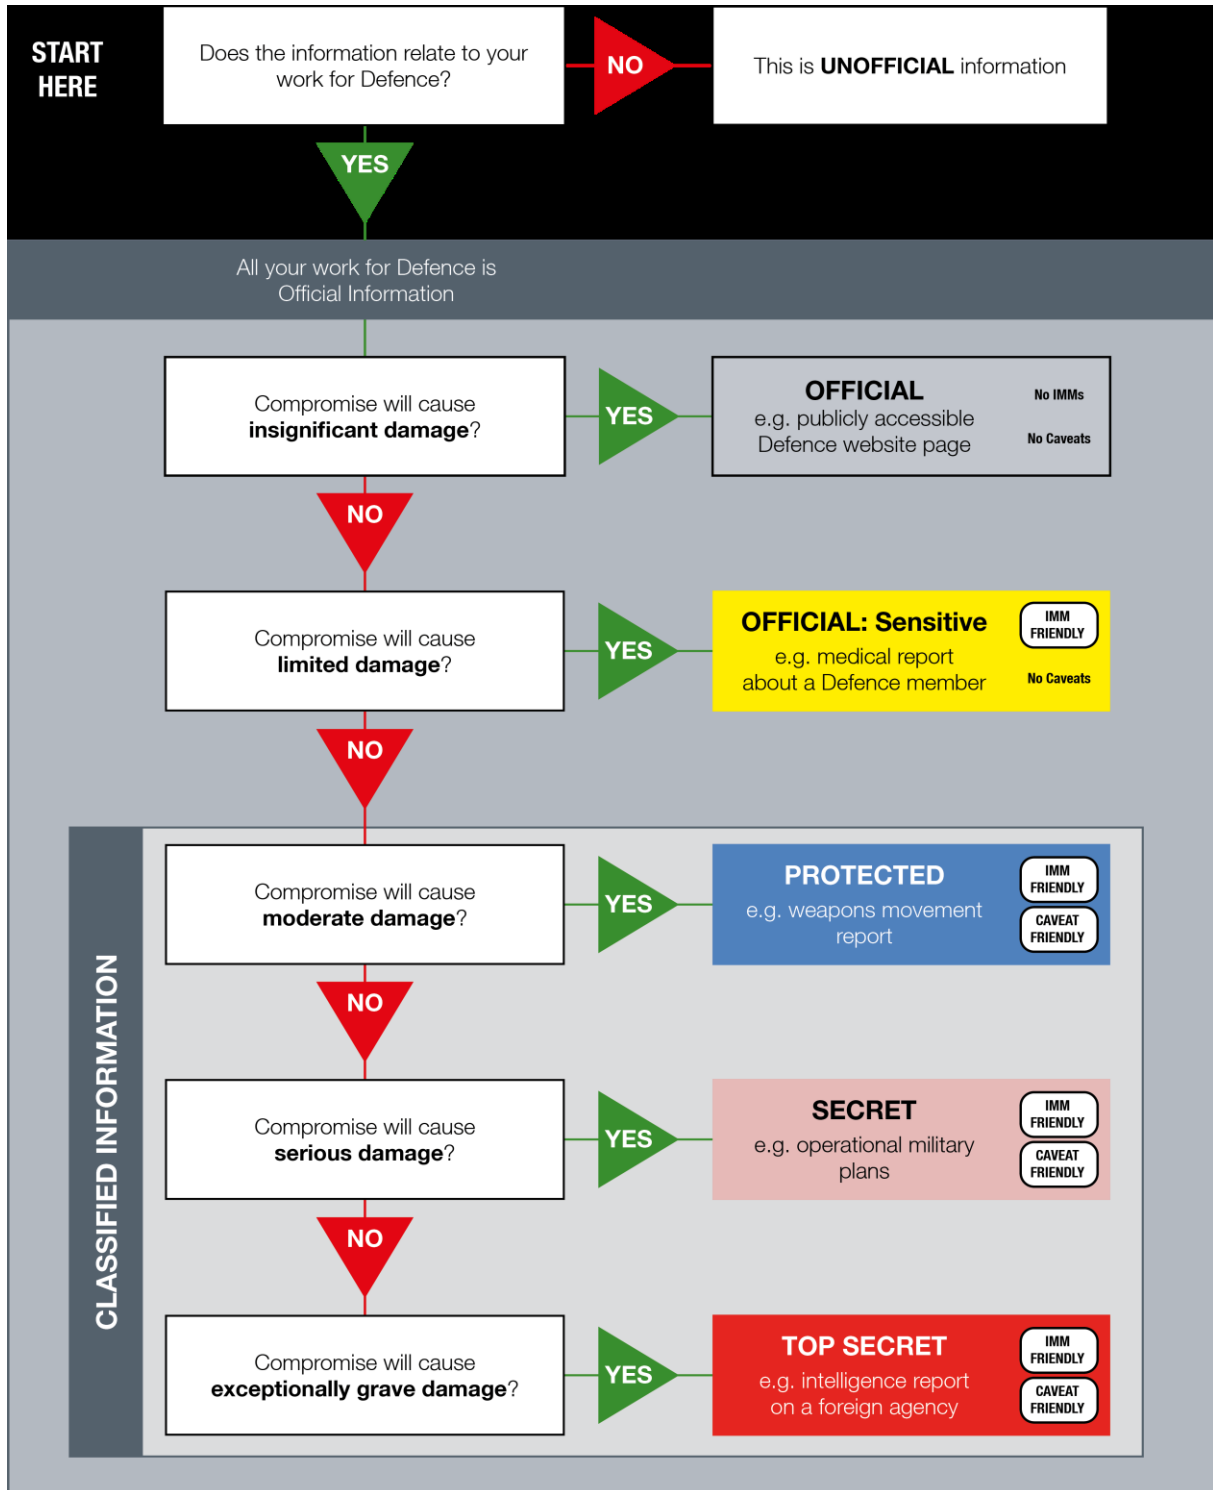 START
HERE
Does the information relate to your
work for Defence?
NO
This is UNOFFICIAL information
YES
All your work for Defence is
Official Information
Compromise will cause
insignificant damage?
YES
OFFICIAL
e.g. publicly accessible
Defence website page
No IMMs
No Caveats
NO
Compromise will cause
limited damage?
YES
OFFICIAL: Sensitive
e.g. medical report
about a Defence member
IMM
FRIENDLY
No Caveats
NO
CLASSIFIED INFORMATION
Compromise will cause
moderate damage?
YES
PROTECTED
e.g. weapons movement
report
IMM
FRIENDLY
CAVEAT
FRIENDLY
NO
Compromise will cause
serious damage?
YES
SECRET
e.g. operational military
plans
IMM
FRIENDLY
CAVEAT
FRIENDLY
NO
Compromise will cause
exceptionally grave damage?
YES
TOP SECRET
e.g. intelligence report
on a foreign agency
IMM
FRIENDLY
CAVEAT
FRIENDLY